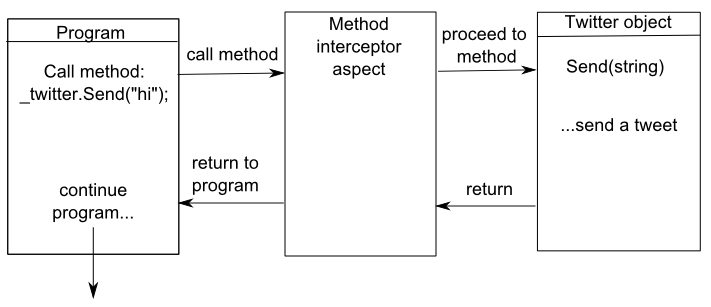 Program
Call method:
_twitter.Send("hi");
continue
program...
call method
return to
program
Method
interceptor
aspect
proceed to
method
return
Twitter object
Send(string)
...send a tweet